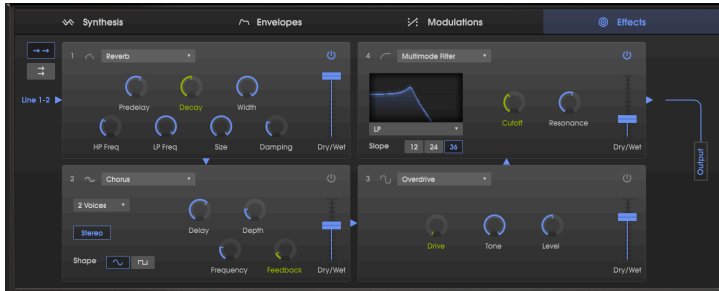 Synthesis Envelopes Modulations Effects
Line 1-2
1 Reverb
Predelay Decay Width
HP Freq LP Freq Size Damping Dry/Wet
4 Multimode Filter
LP
Slope 12 24 36
Cutoff Resonance
Dry/Wet
2 Chorus
2 Voices
Stereo
Shape
Delay Depth
Frequency Feedback Dry/Wet
3 Overdrive
Drive Tone Level
Dry/Wet
Output